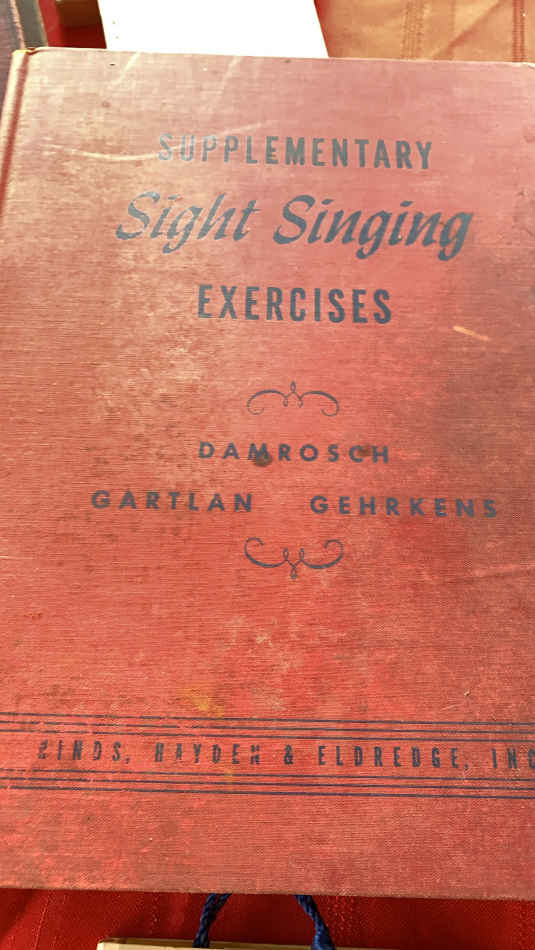 SUPPLEMENTARY
Sight Singing
EXERCISES
DAMROSCH
GARTLAN GEHRKENS
HINDS, HAYDEN & ELDREDGE, INC